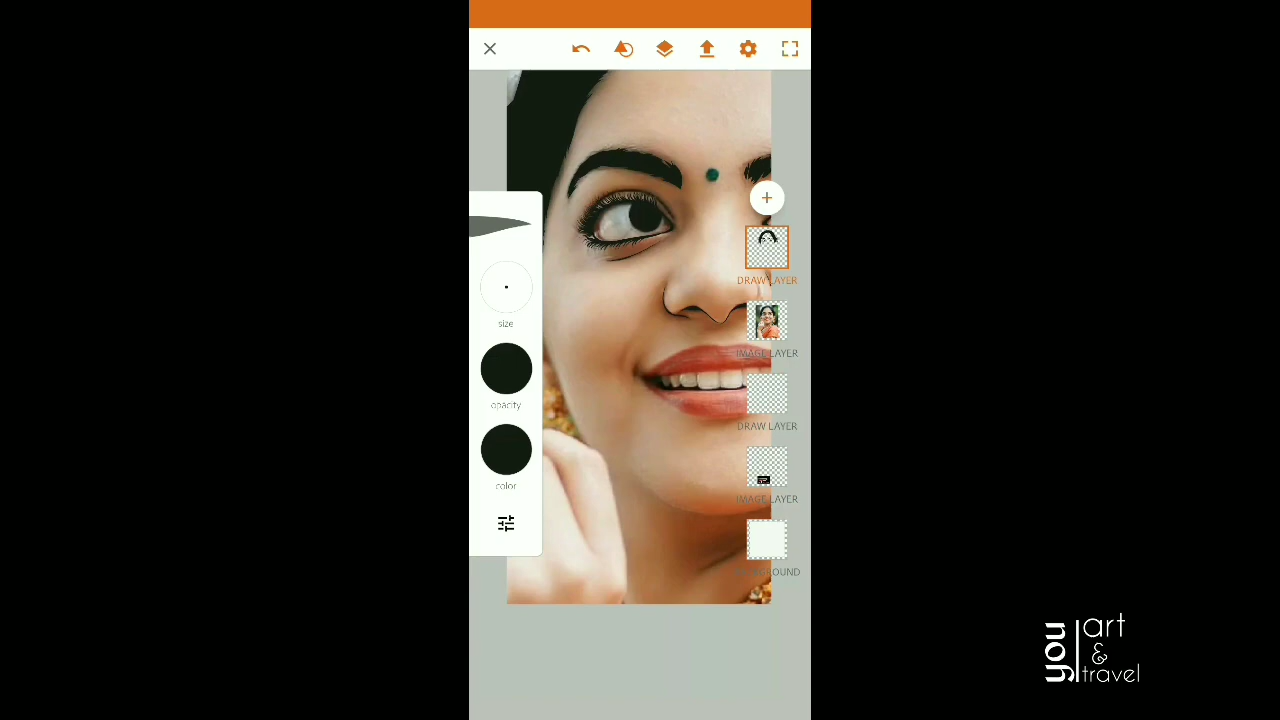 size
opacity
color
DRAW LAYER
IMAGE LAYER
DRAW LAYER
IMAGE LAYER
you
art
&
travel